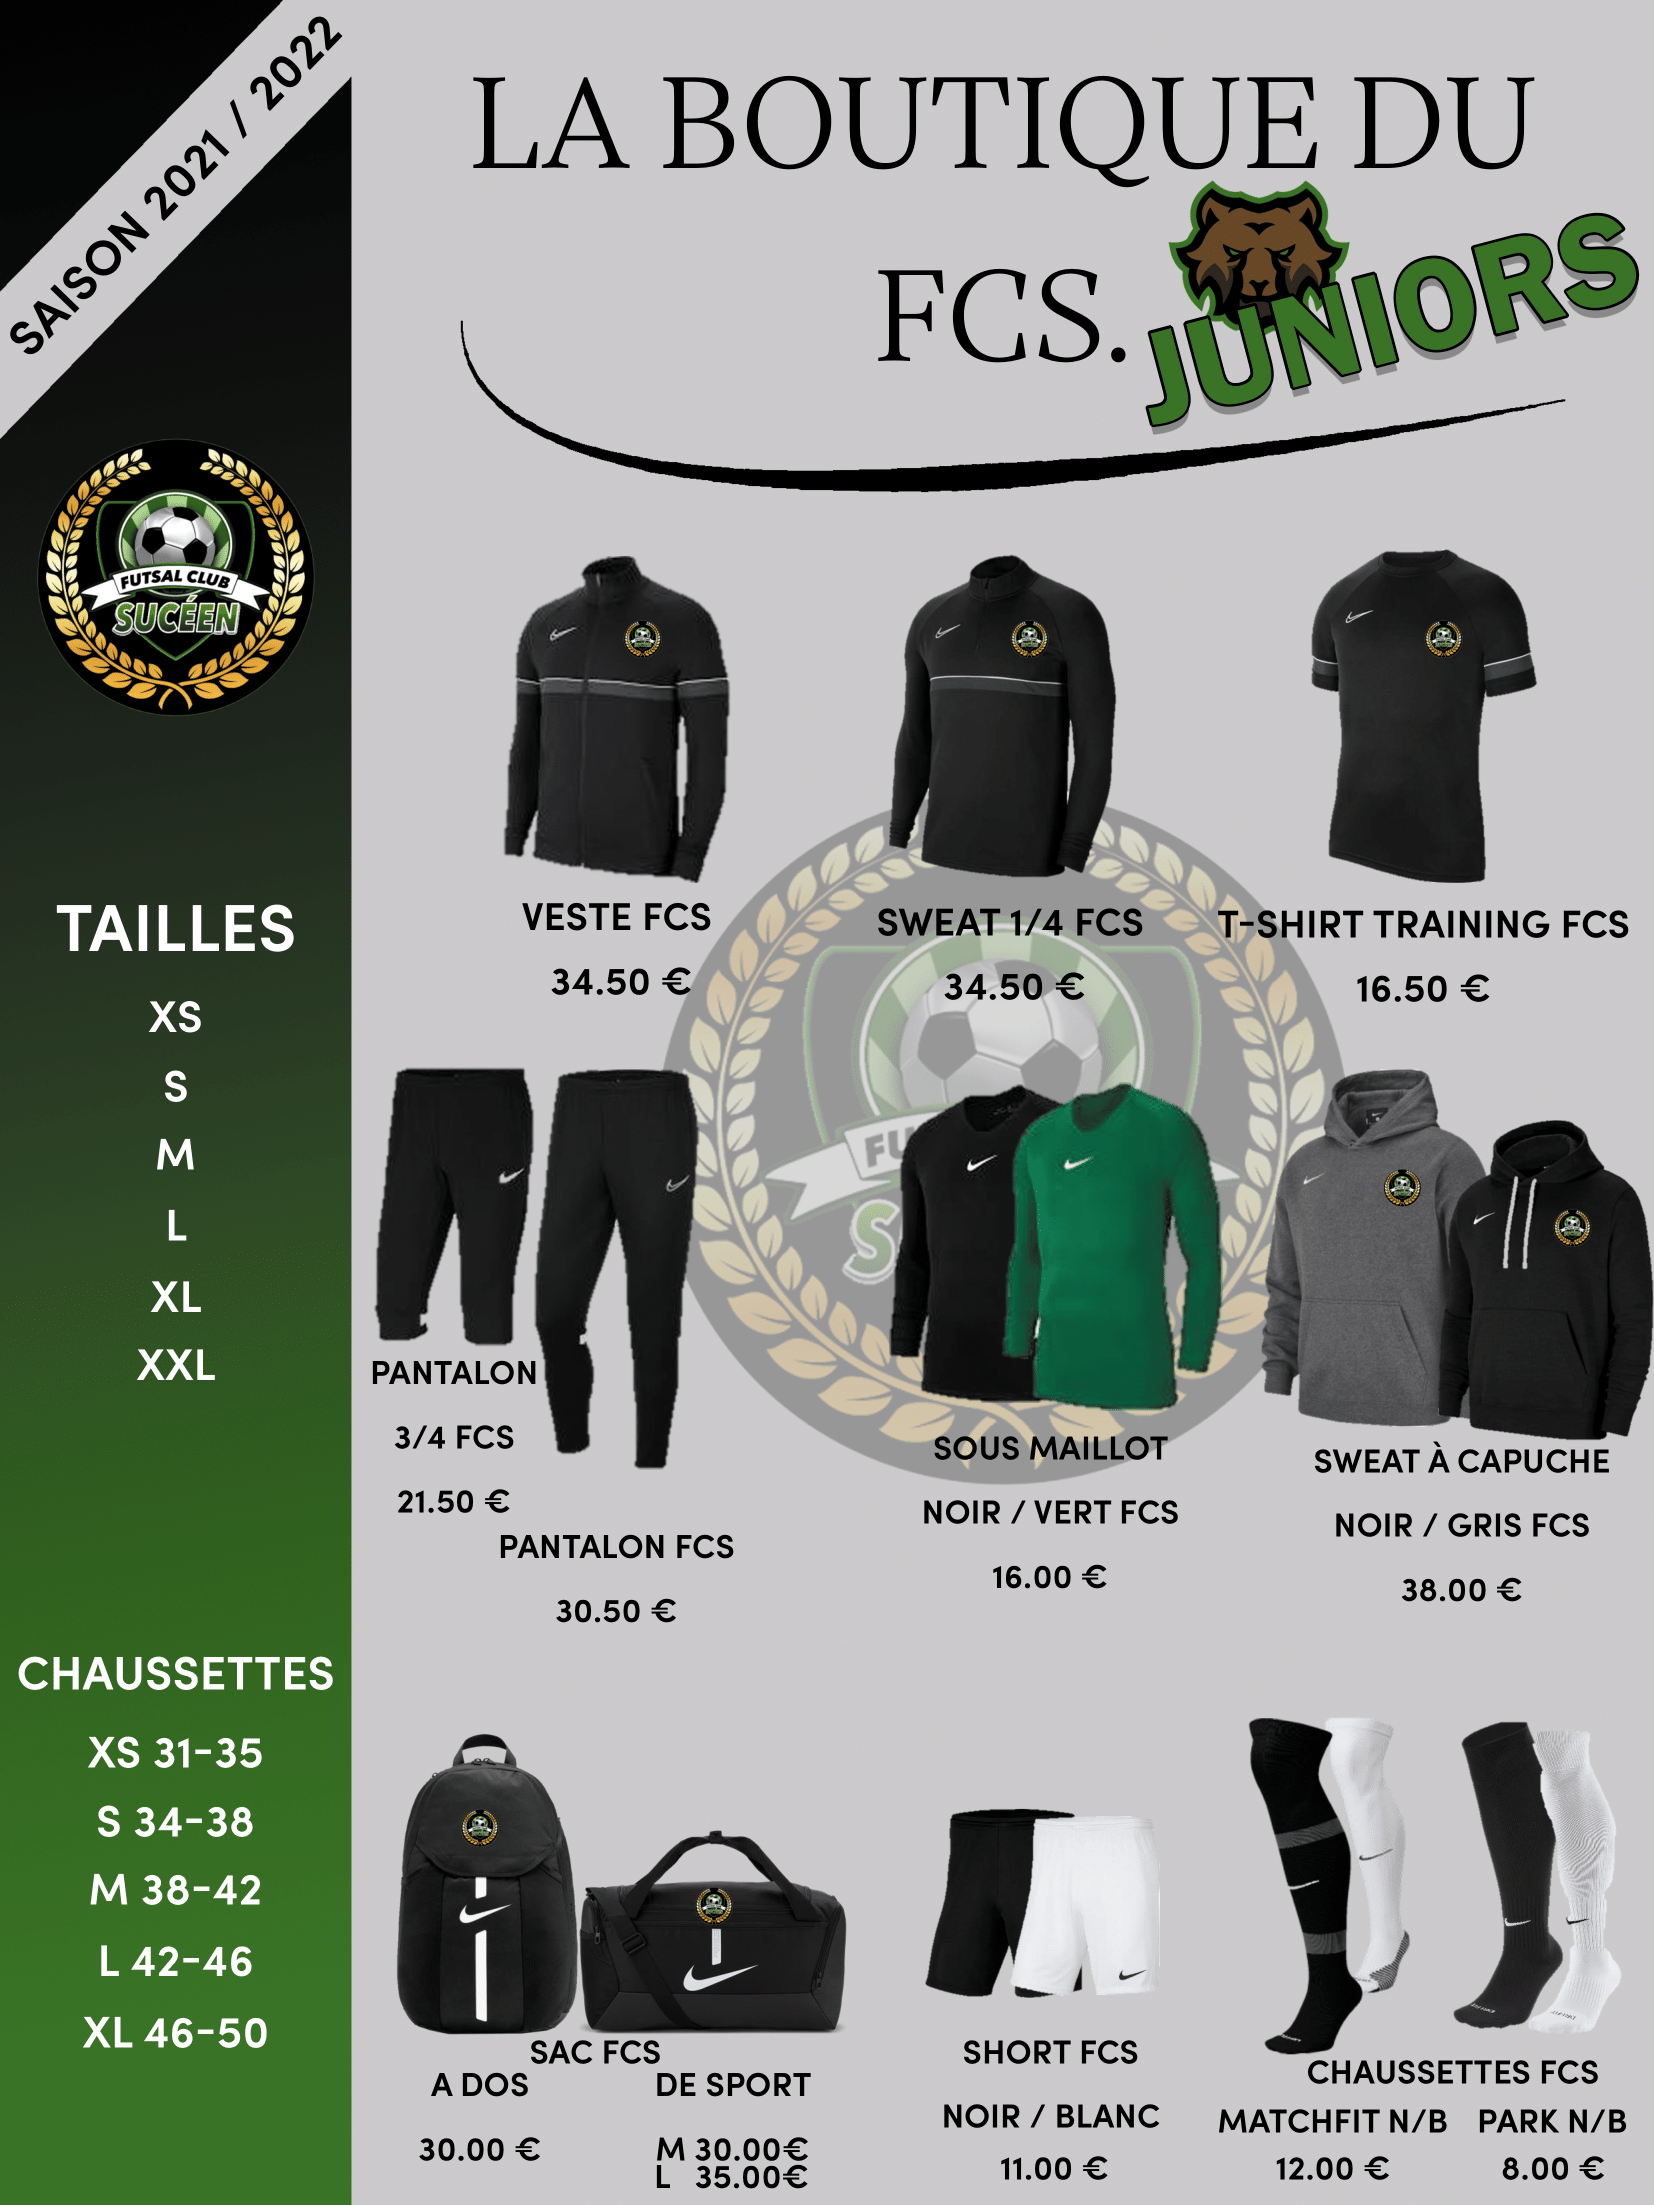 SAISON 2021 / 2022
LA BOUTIQUE DU
FCS.
JUNIORS
FUTSAL CLUB
SUCÉEN
TAILLES
XS
S
M
L
XL
XXL
CHAUSSETTES
XS 31-35
S 34-38
M 38-42
L 42-46
XL 46-50
VESTE FCS
34.50 €
SWEAT 1/4 FCS
34.50 €
T-SHIRT TRAINING FCS
16.50 €
PANTALON
3/4 FCS
21.50 €
PANTALON FCS
30.50 €
SOUS MAILLOT
NOIR / VERT FCS
16.00 €
SWEAT À CAPUCHE
NOIR / GRIS FCS
38.00 €
SAC FCS
A DOS
30.00 €
DE SPORT
M 30.00€
L 35.00€
SHORT FCS
NOIR / BLANC
11.00 €
CHAUSSETTES FCS
MATCHFIT N/B
12.00 €
PARK N/B
8.00 €